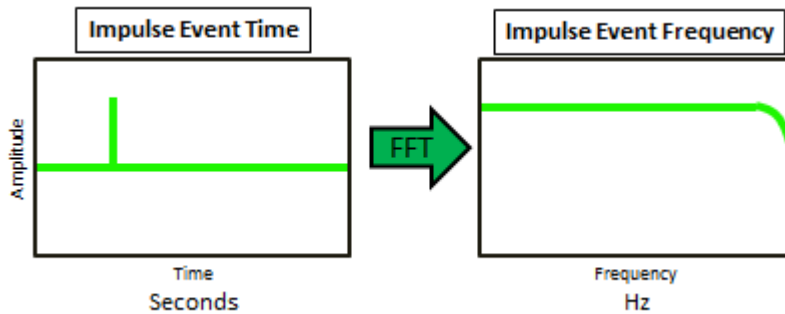 Impulse Event Time
Impulse Event Frequency
Amplitude
FFT
Time
Seconds
Frequency
Hz